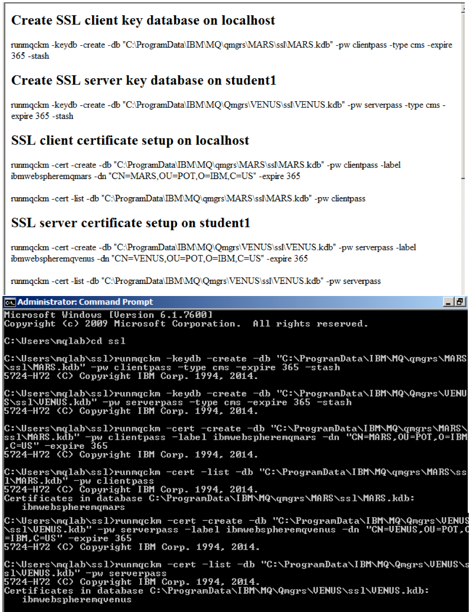 Create SSL client key database on localhost
runmqckm -keydb -create -db "C:\ProgramData\IBM\MQ\qmgrs\MARS\ssl\MARS.kdb" -pw clientpass -type cms -expire
365 -stash
Create SSL server key database on student1
runmqckm -keydb -create -db "C:\ProgramData\IBM\MQ\Qmgrs\VENUS\ssl\VENUS.kdb" -pw serverpass -type cms -
expire 365 -stash
SSL client certificate setup on localhost
runmqckm -cert -create -db "C:\ProgramData\IBM\MQ\qmgrs\MARS\ssl\MARS.kdb" -pw clientpass -label
ibmwebspheremqmars -dn "CN=MARS,OU=POT,O=IBM,C=US" -expire 365
runmqckm -cert -list -db "C:\ProgramData\IBM\MQ\qmgrs\MARS\ssl\MARS.kdb" -pw clientpass
SSL server certificate setup on student1
runmqckm -cert -create -db "C:\ProgramData\IBM\MQ\Qmgrs\VENUS\ssl\VENUS.kdb" -pw serverpass -label
ibmwebspheremqvenus -dn "CN=VENUS,OU=POT,O=IBM,C=US" -expire 365
runmqckm -cert -list -db "C:\ProgramData\IBM\MQ\Qmgrs\VENUS\ssl\VENUS.kdb" -pw serverpass
Administrator: Command Prompt
Microsoft Windows [Version 6.1.7600]
Copyright (c) 2009 Microsoft Corporation.  All rights reserved.
C:\Users\mqlab>cd ssl
C:\Users\mqlab\ssl>runmqckm -keydb -create -db "C:\ProgramData\IBM\MQ\qmgrs\MARS
\ssl\MARS.kdb" -pw clientpass -type cms -expire 365 -stash
5724-H72 (C) Copyright IBM Corp. 1994, 2014.
C:\Users\mqlab\ssl>runmqckm -keydb -create -db "C:\ProgramData\IBM\MQ\Qmgrs\VENU
S\ssl\VENUS.kdb" -pw serverpass -type cms -expire 365 -stash
5724-H72 (C) Copyright IBM Corp. 1994, 2014.
C:\Users\mqlab\ssl>runmqckm -cert -create -db "C:\ProgramData\IBM\MQ\qmgrs\MARS\
ssl\MARS.kdb" -pw clientpass -label ibmwebspheremqmars -dn "CN=MARS,OU=POT,O=IBM
,C=US" -expire 365
5724-H72 (C) Copyright IBM Corp. 1994, 2014.
C:\Users\mqlab\ssl>runmqckm -cert -list -db "C:\ProgramData\IBM\MQ\qmgrs\MARS\ss
l\MARS.kdb" -pw clientpass
5724-H72 (C) Copyright IBM Corp. 1994, 2014.
Certificates in database C:\ProgramData\IBM\MQ\qmgrs\MARS\ssl\MARS.kdb:
ibmwebspheremqmars
C:\Users\mqlab\ssl>runmqckm -cert -create -db "C:\ProgramData\IBM\MQ\Qmgrs\VENUS
\ssl\VENUS.kdb" -pw serverpass -label ibmwebspheremqvenus -dn "CN=VENUS,OU=POT,O
=IBM,C=US" -expire 365
5724-H72 (C) Copyright IBM Corp. 1994, 2014.
C:\Users\mqlab\ssl>runmqckm -cert -list -db "C:\ProgramData\IBM\MQ\Qmgrs\VENUS\s
sl\VENUS.kdb" -pw serverpass
5724-H72 (C) Copyright IBM Corp. 1994, 2014.
Certificates in database C:\ProgramData\IBM\MQ\Qmgrs\VENUS\ssl\VENUS.kdb:
ibmwebspheremqvenus